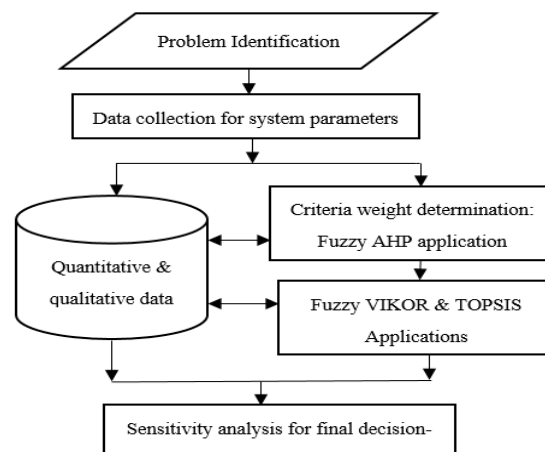 Problem Identification
Data collection for system parameters
Quantitative &
qualitative data
Criteria weight determination:
Fuzzy AHP application
Fuzzy VIKOR & TOPSIS
Applications
Sensitivity analysis for final decision-